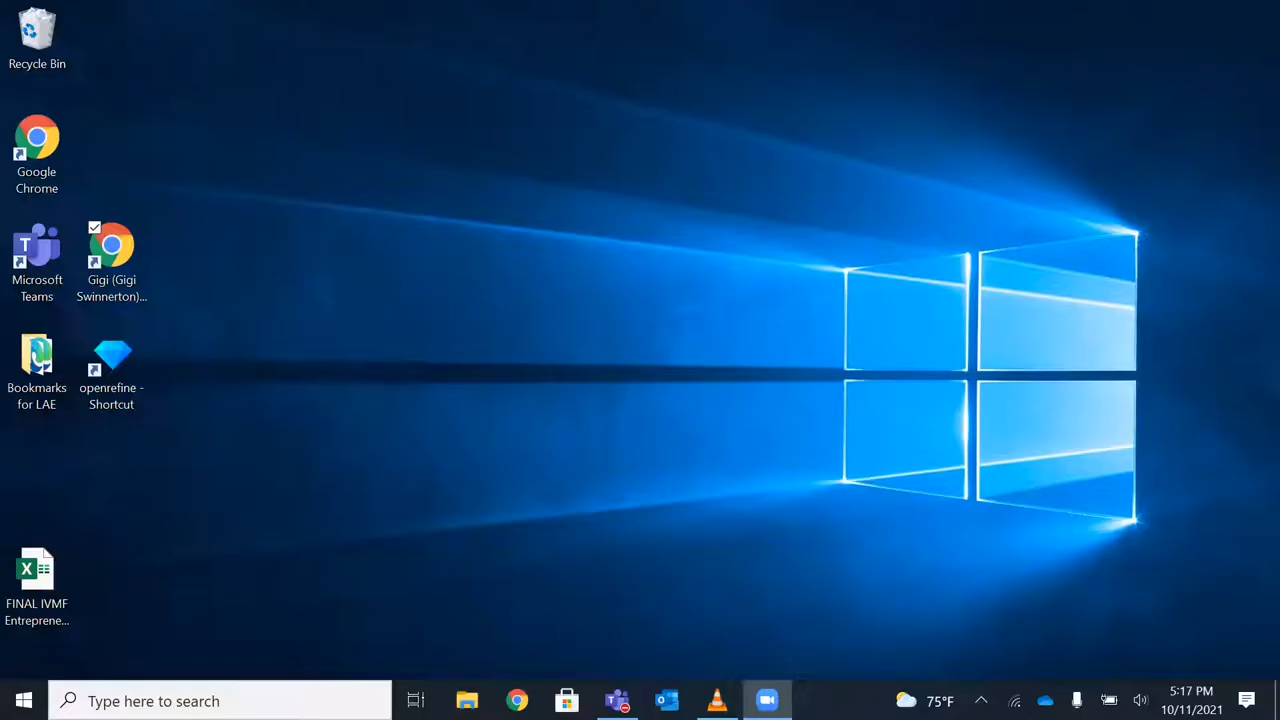 Recycle Bin
Google
Chrome
Microsoft
Teams
Gigi (Gigi
Swinnerton)...
Bookmarks
for LAE
openrefine -
Shortcut
FINAL IVMF
Entreprene...
Type here to search
75°F
5:17 PM
10/11/2021